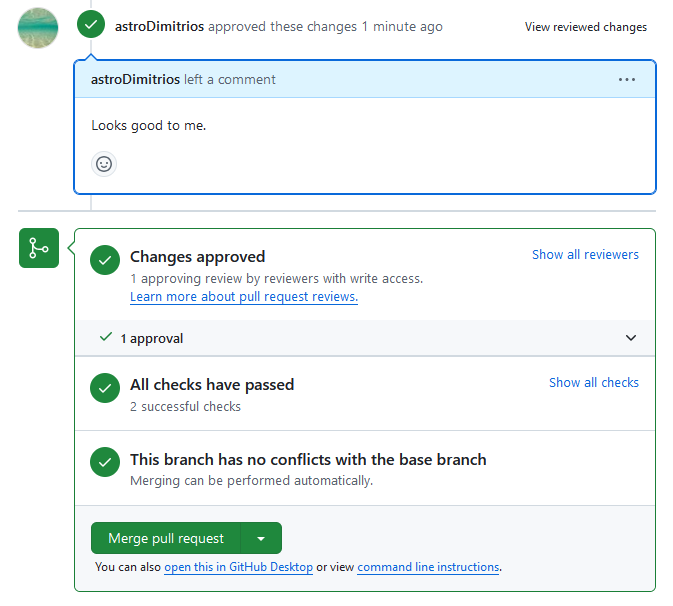 astroDimitrios approved these changes 1 minute ago View reviewed changes
astroDimitrios left a comment
Looks good to me.
Changes approved Show all reviewers
1 approving review by reviewers with write access.
Learn more about pull request reviews.
1 approval
All checks have passed Show all checks
2 successful checks
This branch has no conflicts with the base branch
Merging can be performed automatically.
Merge pull request
You can also open this in GitHub Desktop or view command line instructions.